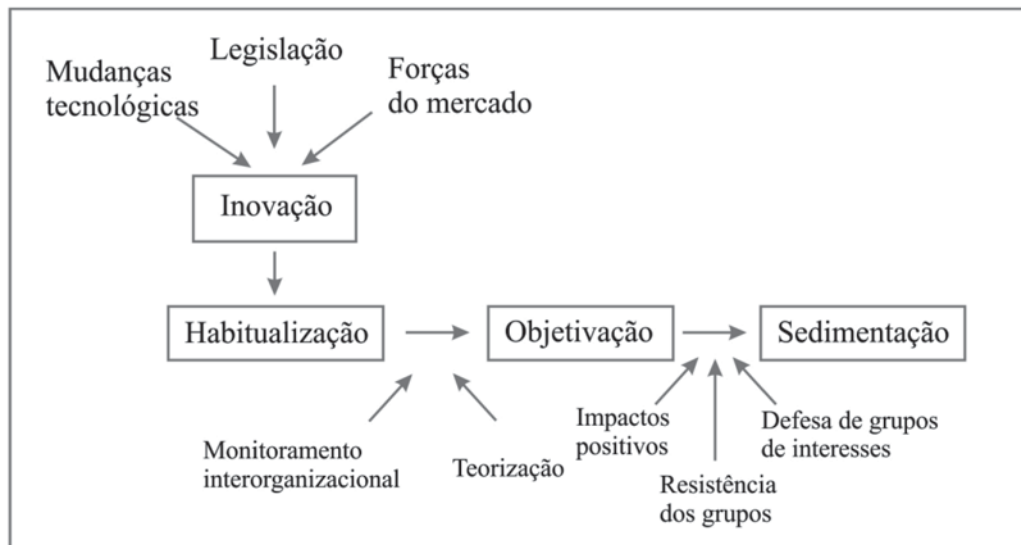 Legislação
Mudanças
tecnológicas
Forças
do mercado
Inovação
Habitualização
Objetivação
Sedimentação
Monitoramento
interorganizacional
Teorização
Impactos
positivos
Resistência
dos grupos
Defesa de grupos
de interesses